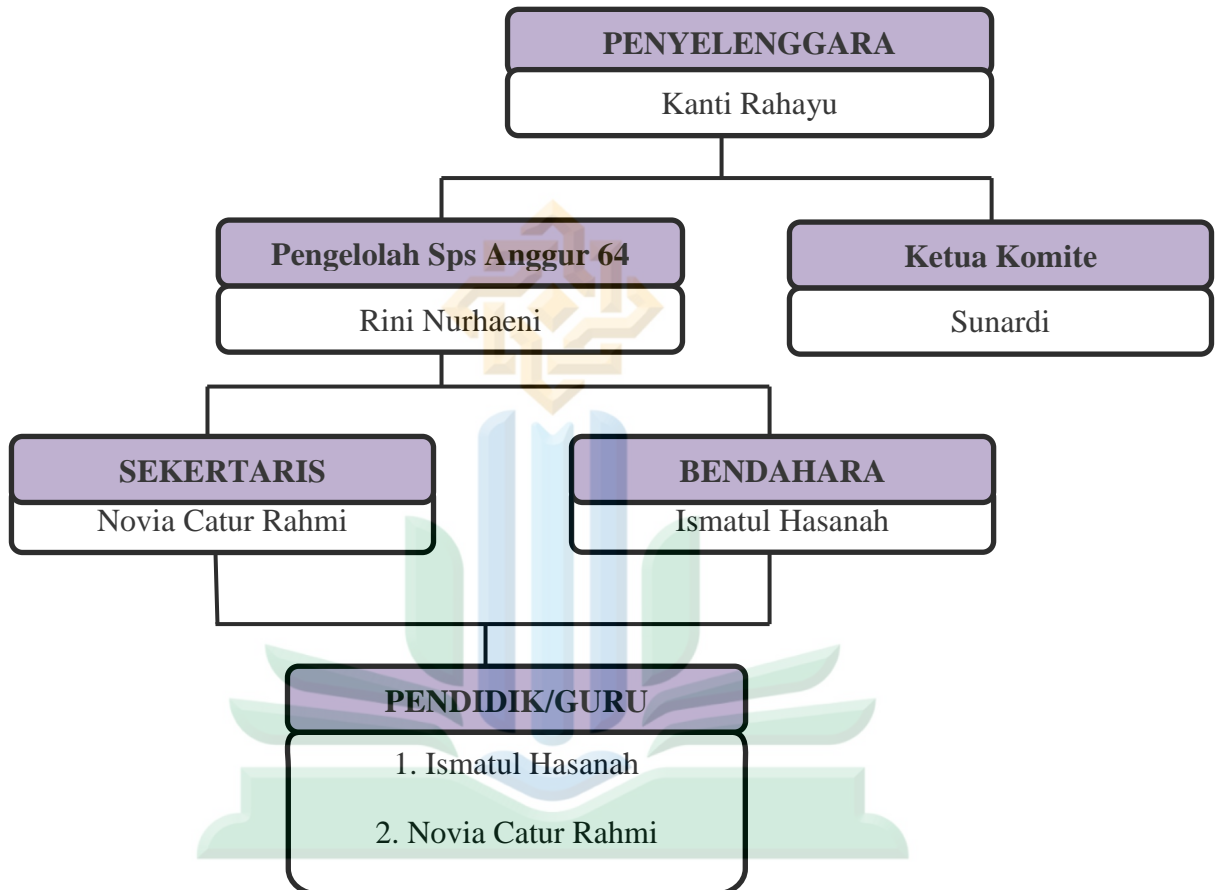 PENYELENGGARA
Kanti Rahayu
Pengelolah Sps Anggur 64
Rini Nurhaeni
Ketua Komite
Sunardi
SEKERTARIS
Novia Catur Rahmi
BENDAHARA
Ismatul Hasanah
PENDIDIK/GURU
1. Ismatul Hasanah
2. Novia Catur Rahmi